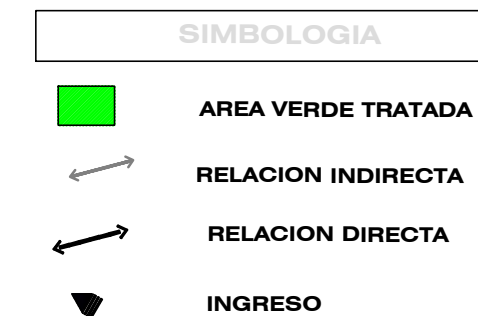 SIMBOLOGIA
AREA VERDE TRATADA
RELACION INDIRECTA
RELACION DIRECTA
INGRESO